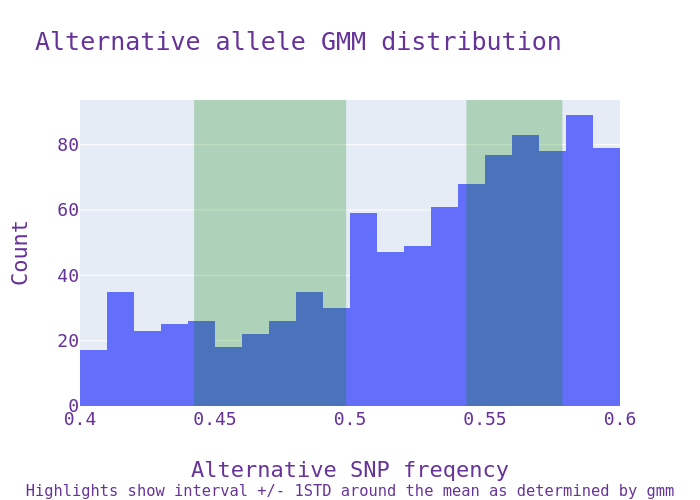 Alternative allele GMM distribution
80
60
40
20
0
Count
0.4 0.45 0.5 0.55 0.6
Alternative SNP freqency
Highlights show interval +/- 1STD around the mean as determined by gmm